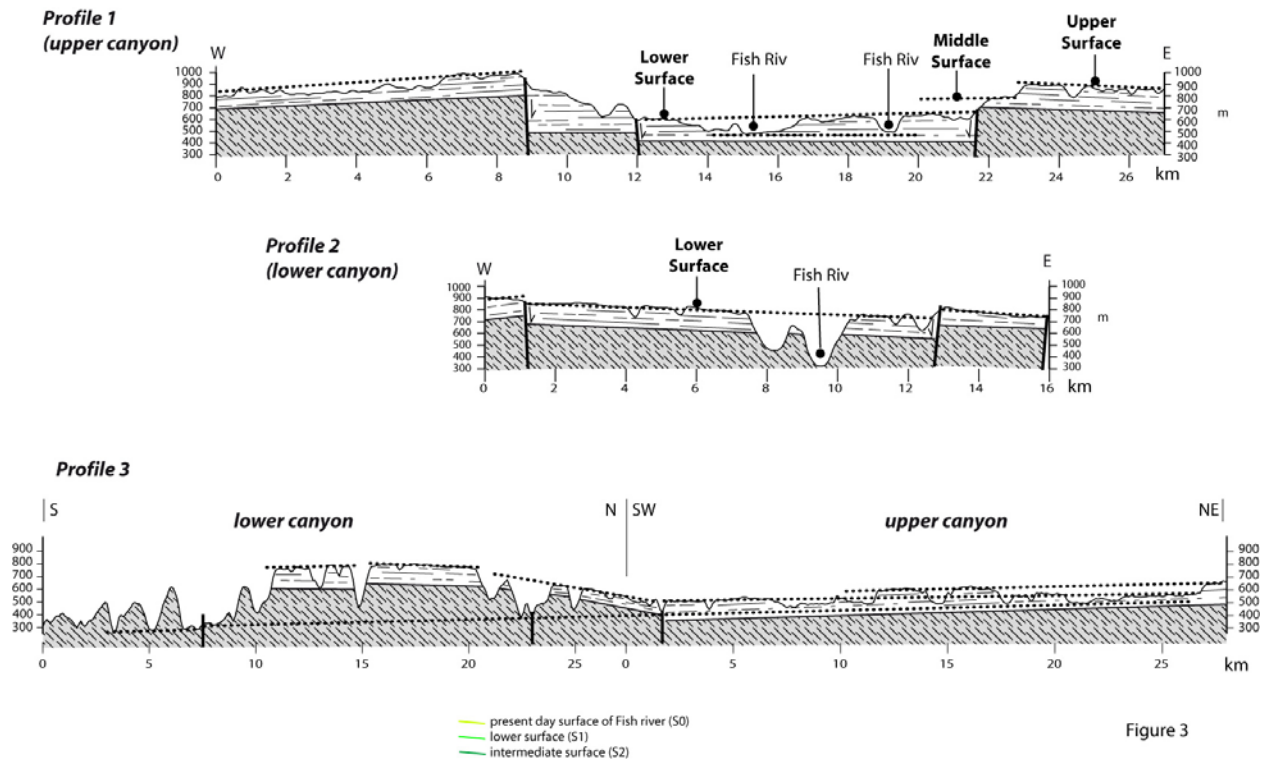 Profile 1
(upper canyon)
W
Lower
Surface
Fish Riv
Fish Riv
Middle
Surface
Upper
Surface
E
1000
900
800
700
600
500
400
300
1000
900
800
700
600
500
400
300
m
0 2 4 6 8 10 12 14 16 18 20 22 24 26 km
Profile 2
(lower canyon)
W
Lower
Surface
Fish Riv
E
1000
900
800
700
600
500
400
300
1000
900
800
700
600
500
400
300
m
0 2 4 6 8 10 12 14 16
km
Profile 3
S
lower canyon
N
SW
upper canyon
NE
900
800
700
600
500
400
300
900
800
700
600
500
400
300
0 5 10 15 20 25 0 5 10 15 20 25 km
present day surface of Fish river (S0)
lower surface (S1)
intermediate surface (S2)
Figure 3